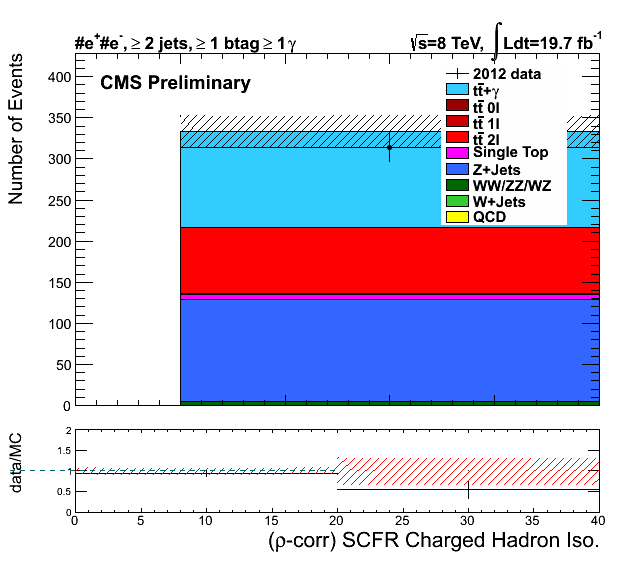 #e⁺#e⁻, ≥ 2 jets, ≥ 1 btag ≥ 1 γ √s=8 TeV, ∫ Ldt=19.7 fb⁻¹
Number of Events
400
350
300
250
200
150
100
50
0
CMS Preliminary
2012 data
tt̄+γ
tt̄ 0l
tt̄ 1l
tt̄ 2l
Single Top
Z+Jets
WW/ZZ/WZ
W+Jets
QCD
data/MC
2
1.5
1
0.5
0
0 5 10 15 20 25 30 35 40
(ρ-corr) SCFR Charged Hadron Iso.